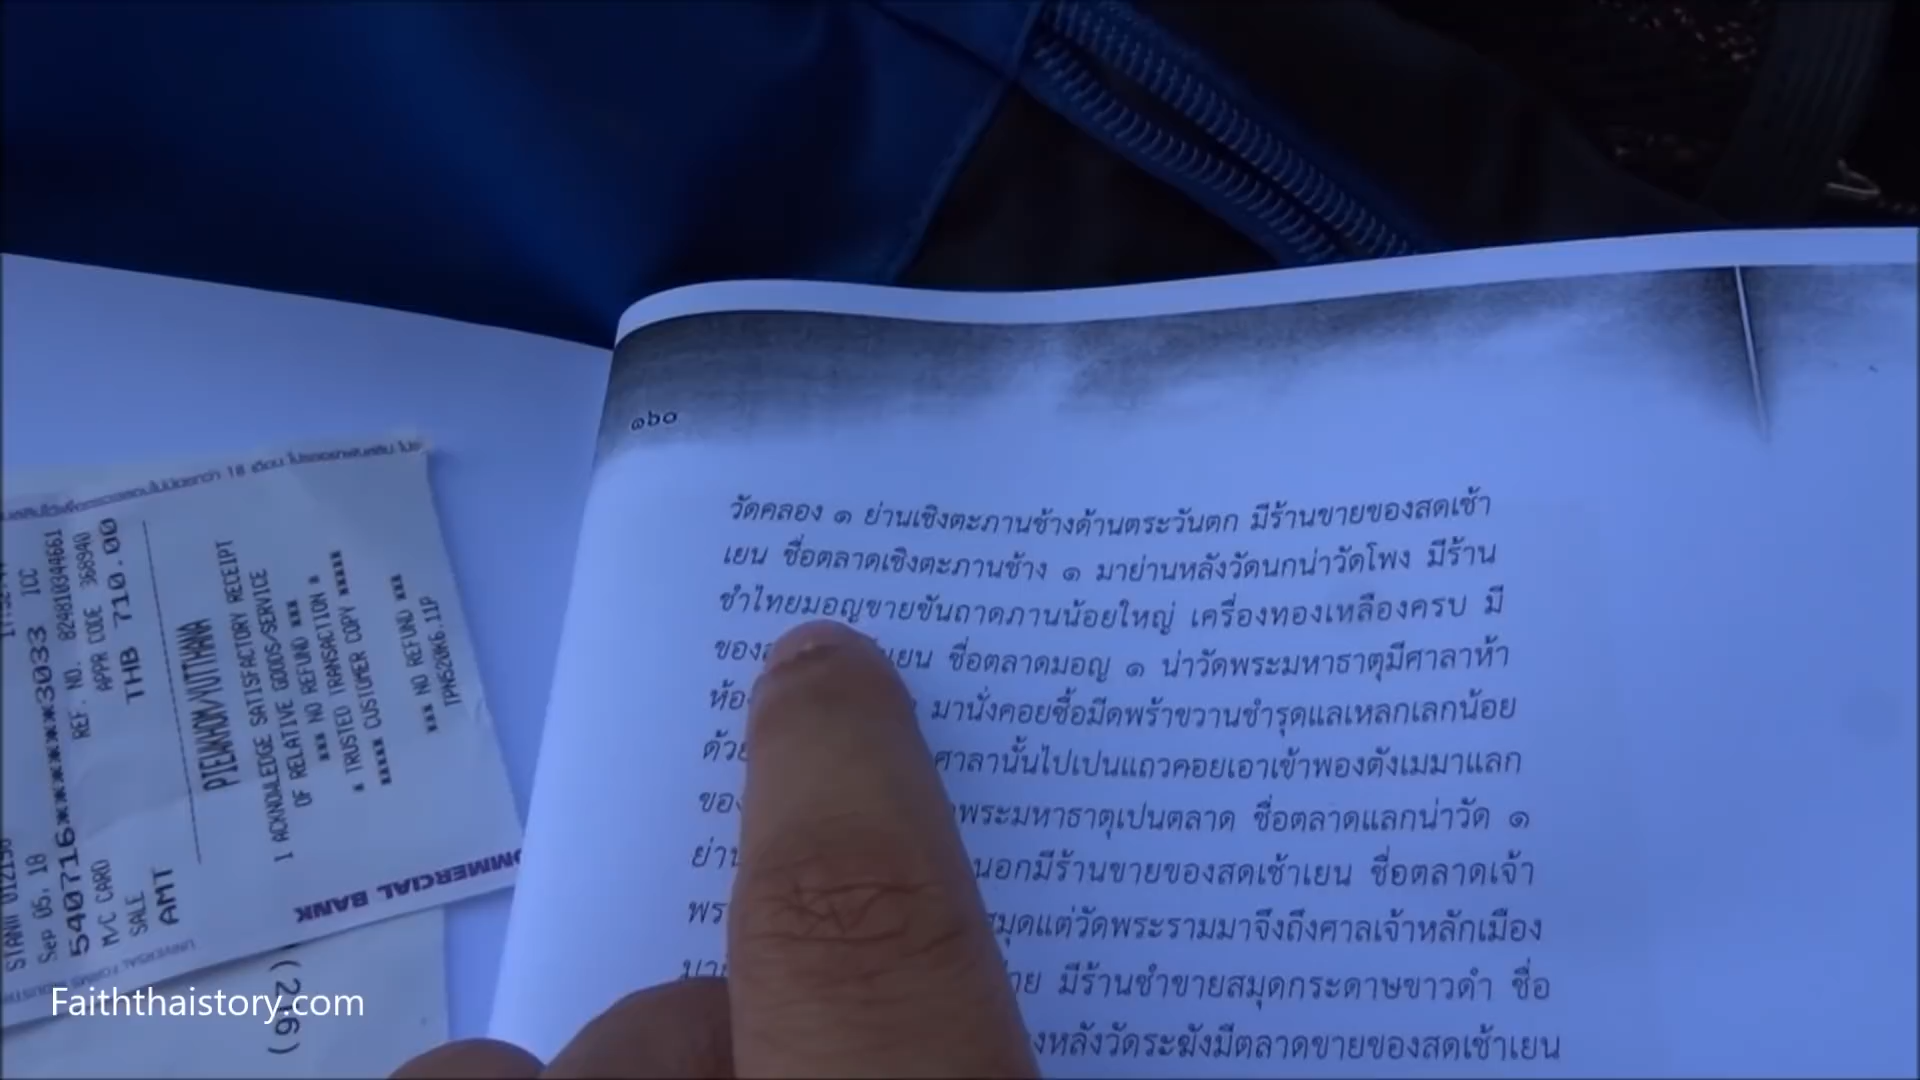 ๑๖๐
วัดคลอง ๑ ย่านเชิงตะภานช้างด้านตระวันตก มีร้านขายของสดเช้า
เยน ชื่อตลาดเชิงตะภานช้าง ๑ มาย่านหลังวัดนกน่าวัดโพง มีร้าน
ชำไทยมอญขายขันถาดภานน้อยใหญ่ เครื่องทองเหลืองครบ มี
ของ เยน ชื่อตลาดมอญ ๑ น่าวัดพระมหาธาตุมีศาลาห้า
ห้อง มานั่งคอยซื้อมีดพร้าขวานชำรุดแลเหลกเลกน้อย
ด้วย ศาลานั้นไปเปนแถวคอยเอาเข้าพองตังเมมาแลก
ของ พระมหาธาตุเปนตลาด ชื่อตลาดแลกน่าวัด ๑
ย่าน นอกมีร้านขายของสดเช้าเยน ชื่อตลาดเจ้า
พร สมุดแต่วัดพระรามมาจึงถึงศาลเจ้าหลักเมือง
มีร้านชำขายสมุดกระดาษขาวดำ ชื่อ
หลังวัดระฆังมีตลาดขายของสดเช้าเยน
Sep 05, 18
540716******3033 ICC
M/C CARD REF. NO. 824810344661
SALE APPR CODE 368940
AMT THB 710.00
PIEWHOM/YUTHANA
I ACKNOWLEDGE SATISFACTORY RECEIPT
OF RELATIVE GOODS/SERVICE
*** NO REFUND **
* TRUSTED TRANSACTION *
***** CUSTOMER COPY *****
*** NO REFUND **
OMMERCIAL BANK
Faiththaistory.com